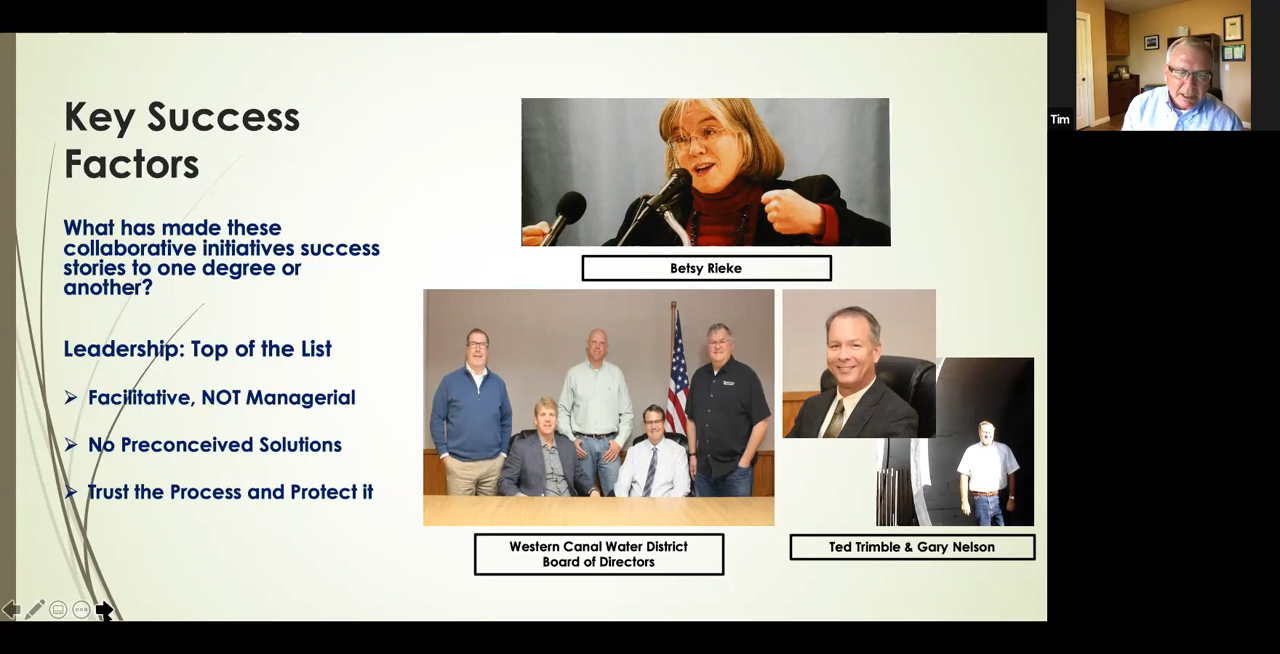 Key Success
Factors
What has made these
collaborative initiatives success
stories to one degree or
another?
Leadership: Top of the List
Facilitative, NOT Managerial
No Preconceived Solutions
Trust the Process and Protect it
Betsy Rieke
Western Canal Water District
Board of Directors
Ted Trimble & Gary Nelson
Tim